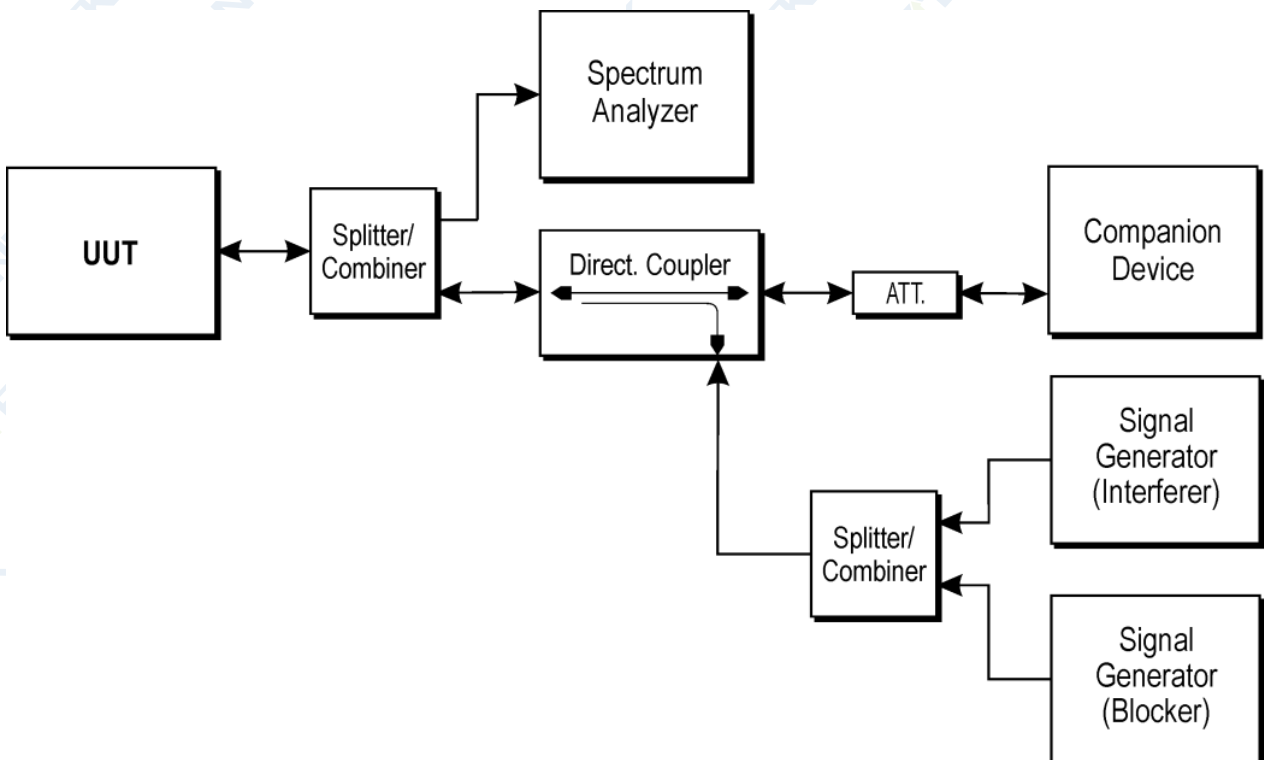 Spectrum
Analyzer
UUT
Splitter/
Combiner
Direct. Coupler
ATT.
Companion
Device
Signal
Generator
(Interferer)
Splitter/
Combiner
Signal
Generator
(Blocker)